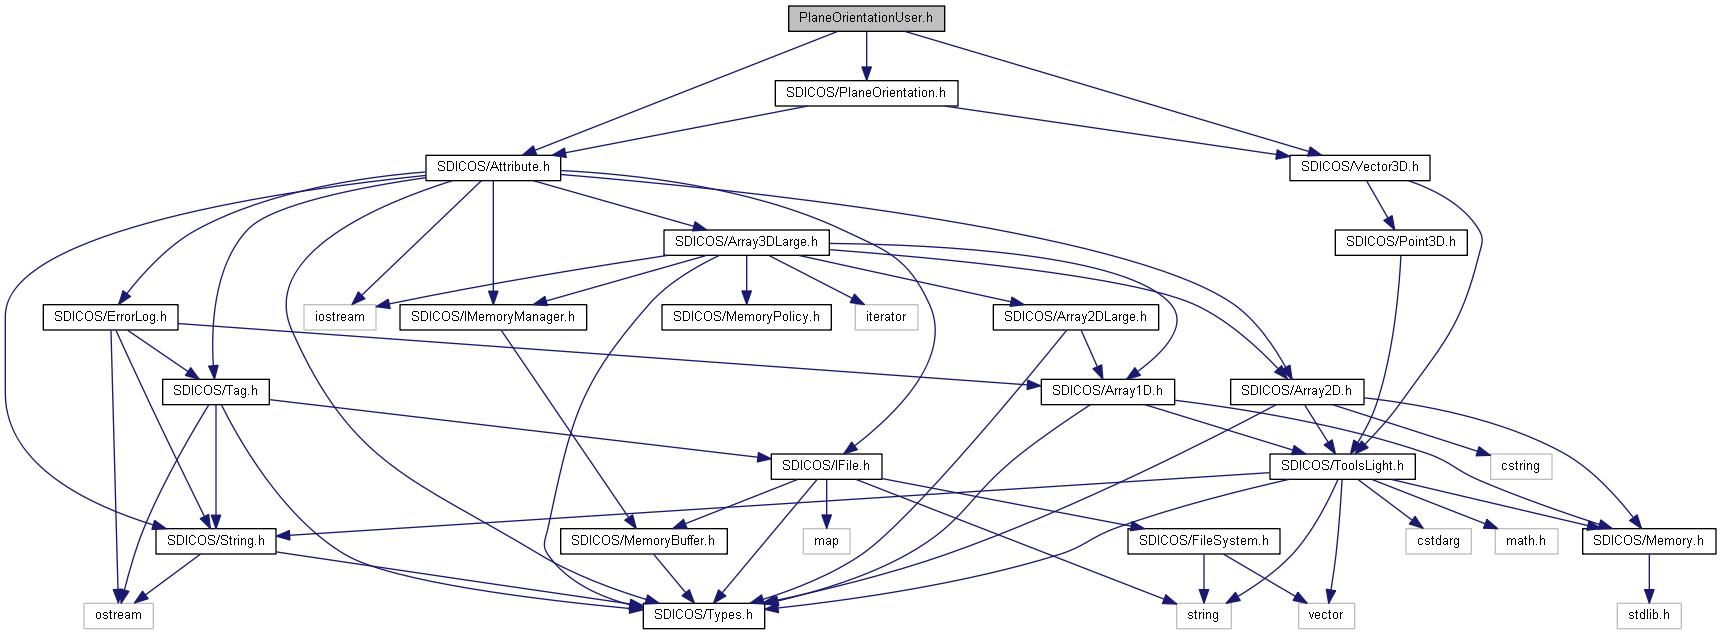 PlaneOrientationUser.h
SDICOS/PlaneOrientation.h
SDICOS/Attribute.h
SDICOS/Vector3D.h
SDICOS/Array3DLarge.h
SDICOS/Point3D.h
SDICOS/ErrorLog.h
iostream
SDICOS/IMemoryManager.h
SDICOS/MemoryPolicy.h
iterator
SDICOS/Array2DLarge.h
SDICOS/Tag.h
SDICOS/Array1D.h
SDICOS/Array2D.h
SDICOS/IFile.h
SDICOS/ToolsLight.h
cstring
SDICOS/String.h
SDICOS/MemoryBuffer.h
map
SDICOS/FileSystem.h
cstdarg
math.h
SDICOS/Memory.h
ostream
SDICOS/Types.h
string
vector
stdlib.h